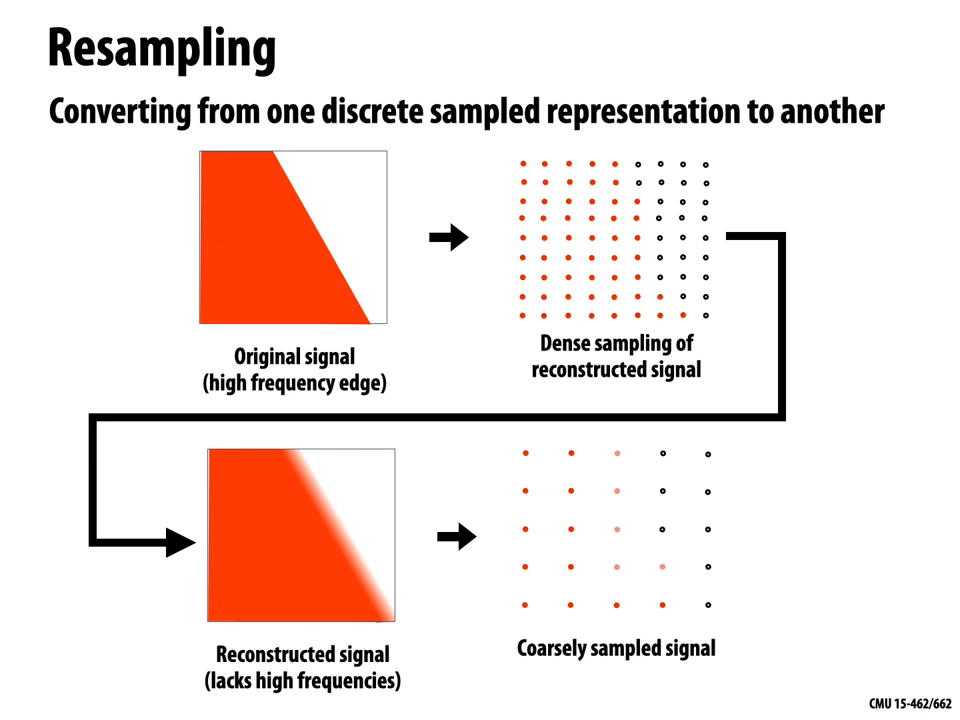 Resampling
Converting from one discrete sampled representation to another
Original signal
(high frequency edge)
Dense sampling of
reconstructed signal
Reconstructed signal
(lacks high frequencies)
Coarsely sampled signal
CMU 15-462/662